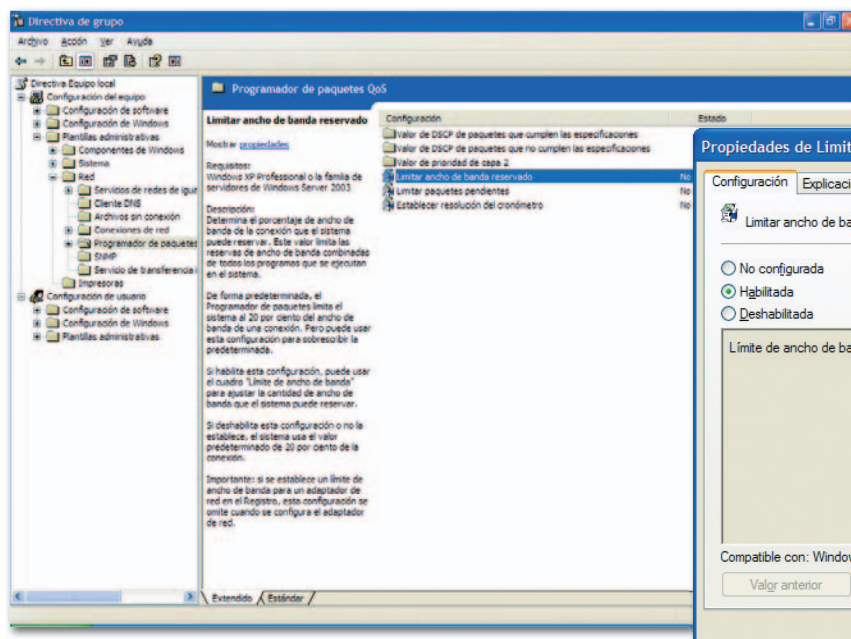 Directiva de grupo
Archivo Acción Ver Ayuda
Directiva Equipo local
Configuración del equipo
Configuración de software
Configuración de Windows
Plantillas administrativas
Componentes de Windows
Sistema
Red
Servicios de redes de igur
Cliente DNS
Archivos sin conexión
Conexiones de red
Programador de paquetes
SNMP
Servicio de transferencia
Impresoras
Configuración de usuario
Configuración de software
Configuración de Windows
Plantillas administrativas
Programador de paquetes QoS
Limitar ancho de banda reservado
Mostrar propiedades
Requisitos:
Windows XP Professional o la familia de
servidores de Windows Server 2003
Descripción:
Determina el porcentaje de ancho de
banda de la conexión que el sistema
puede reservar. Este valor limita las
reservas de ancho de banda combinadas
de todos los programas que se ejecutan
en el sistema.
De forma predeterminada, el
Programador de paquetes limita el
sistema al 20 por ciento del ancho de
banda de una conexión. Pero puede usar
esta configuración para sobrescribir la
predeterminada.
Si habilita esta configuración, puede usar
el cuadro "Límite de ancho de banda"
para ajustar la cantidad de ancho de
banda que el sistema puede reservar.
Si deshabilita esta configuración o no la
establece, el sistema usa el valor
predeterminado de 20 por ciento de la
conexión.
Importante: si se establece un límite de
ancho de banda para un adaptador de
red en el Registro, esta configuración se
omite cuando se configura el adaptador
de red.
Configuración Estado
Valor de DSCP de paquetes que cumplen las especificaciones
Valor de DSCP de paquetes que no cumplen las especificaciones
Valor de prioridad de capa 2
Limitar ancho de banda reservado No
Limitar paquetes pendientes No
Establecer resolución del cronómetro No
Extendido Estándar
Propiedades de Limit
Configuración Explicaci
Limitar ancho de ba
No configurada
Habilitada
Deshabilitada
Límite de ancho de ba
Compatible con: Window
Valor anterior